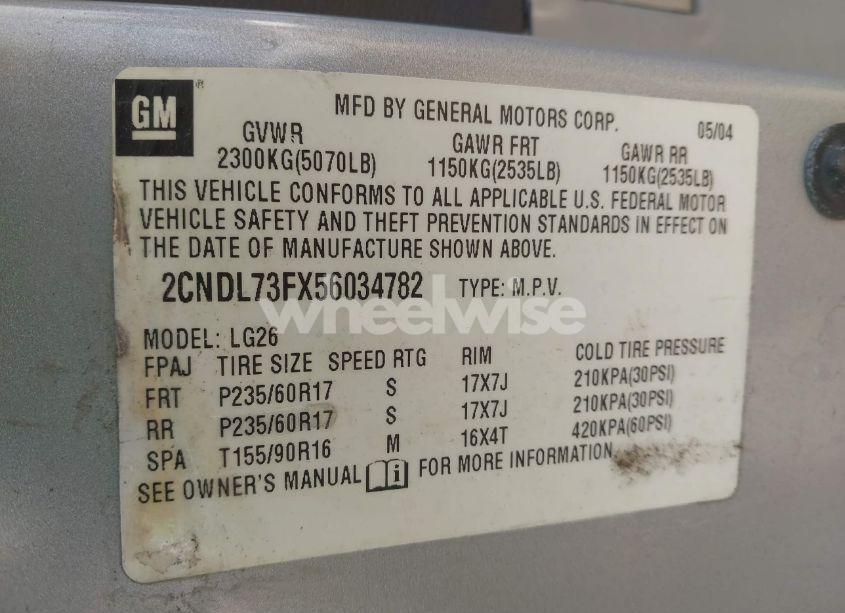 GM
MFD BY GENERAL MOTORS CORP. 05/04
GVWR GAWR FRT GAWR RR
2300KG(5070LB) 1150KG(2535LB) 1150KG(2535LB)
THIS VEHICLE CONFORMS TO ALL APPLICABLE U.S. FEDERAL MOTOR
VEHICLE SAFETY AND THEFT PREVENTION STANDARDS IN EFFECT ON
THE DATE OF MANUFACTURE SHOWN ABOVE.
2CNDL73FX56034782 TYPE: M.P.V.
wheelwise
MODEL: LG26
FPAJ TIRE SIZE SPEED RTG RIM COLD TIRE PRESSURE
FRT P235/60R17 S 17X7J 210KPA(30PSI)
RR P235/60R17 S 17X7J 210KPA(30PSI)
SPA T155/90R16 M 16X4T 420KPA(60PSI)
SEE OWNER'S MANUAL i FOR MORE INFORMATION.